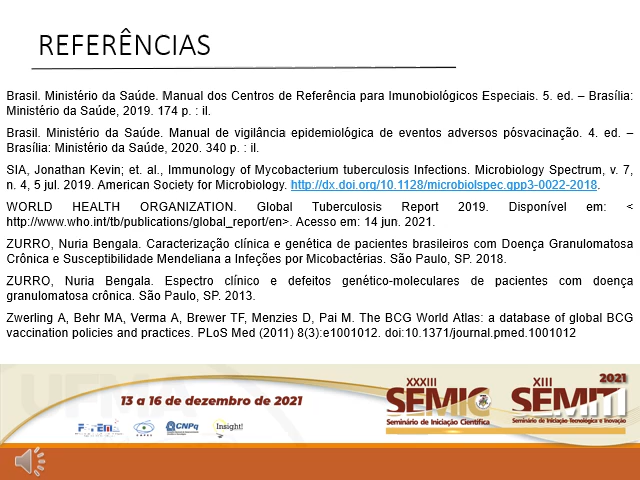 REFERÊNCIAS
Brasil. Ministério da Saúde. Manual dos Centros de Referência para Imunobiológicos Especiais. 5. ed. – Brasília:
Ministério da Saúde, 2019. 174 p. : il.
Brasil. Ministério da Saúde. Manual de vigilância epidemiológica de eventos adversos pósvacinação. 4. ed. –
Brasília: Ministério da Saúde, 2020. 340 p. : il.
SIA, Jonathan Kevin; et. al., Immunology of Mycobacterium tuberculosis Infections. Microbiology Spectrum, v. 7,
n. 4, 5 jul. 2019. American Society for Microbiology. http://dx.doi.org/10.1128/microbiolspec.gpp3-0022-2018.
WORLD HEALTH ORGANIZATION. Global Tuberculosis Report 2019. Disponível em: <
http://www.who.int/tb/publications/global_report/en>. Acesso em: 14 jun. 2021.
ZURRO, Nuria Bengala. Caracterização clínica e genética de pacientes brasileiros com Doença Granulomatosa
Crônica e Susceptibilidade Mendeliana a Infeções por Micobactérias. São Paulo, SP. 2018.
ZURRO, Nuria Bengala. Espectro clínico e defeitos genético-moleculares de pacientes com doença
granulomatosa crônica. São Paulo, SP. 2013.
Zwerling A, Behr MA, Verma A, Brewer TF, Menzies D, Pai M. The BCG World Atlas: a database of global BCG
vaccination policies and practices. PLoS Med (2011) 8(3):e1001012. doi:10.1371/journal.pmed.1001012
13 a 16 de dezembro de 2021
CNPq
Insight!
XXXIII
SEMIC
Seminário de Iniciação Científica
XIII
2021
SEMIT
Seminário de Iniciação Tecnológica e Inovação